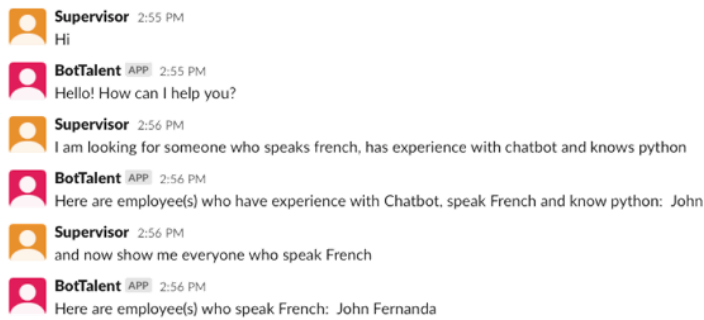 Supervisor 2:55 PM
Hi
BotTalent APP 2:55 PM
Hello! How can I help you?
Supervisor 2:56 PM
I am looking for someone who speaks french, has experience with chatbot and knows python
BotTalent APP 2:56 PM
Here are employee(s) who have experience with Chatbot, speak French and know python: John
Supervisor 2:56 PM
and now show me everyone who speak French
BotTalent APP 2:56 PM
Here are employee(s) who speak French: John Fernanda